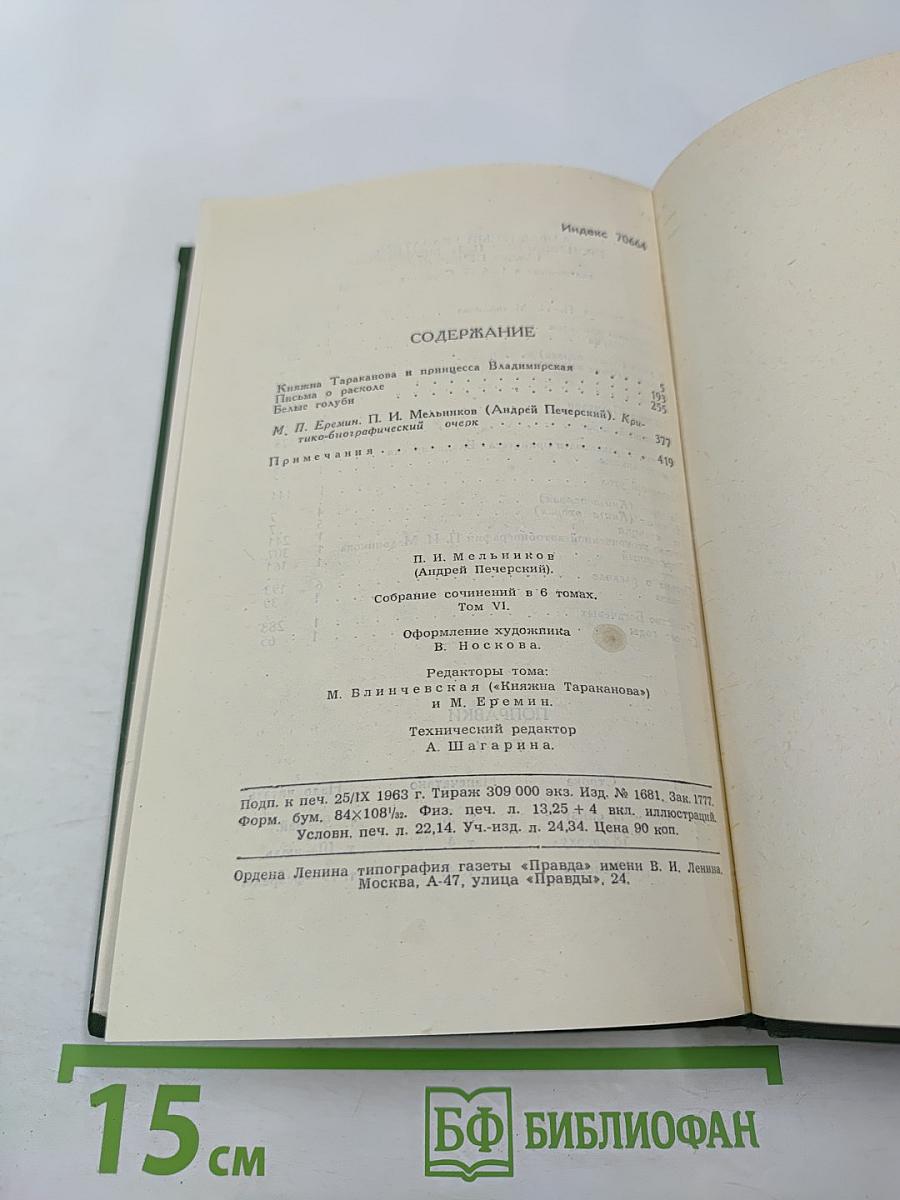 Индекс 70664
СОДЕРЖАНИЕ
Княжна Тараканова и принцесса Владимирская . . . . 5
Письма о расколе . . . . . . . . . . . . 193
Белые голуби . . . . . . . . . . . . 255
М. П. Еремин. П. И. Мельников (Андрей Печерский). Кри-
тико-биографический очерк . . . . . . . . 377
Примечания . . . . . . . . . . . . 419
П. И. Мельников
(Андрей Печерский).
Собрание сочинений в 6 томах.
Том VI.
Оформление художника
В. Носкова.
Редакторы тома:
М. Блинчевская («Княжна Тараканова»)
и М. Еремин.
ПОПРАВКИ
Технический редактор
А. Шагарина.
Подп. к печ. 25/IX 1963 г. Тираж 309 000 экз. Изд. № 1681. Зак. 1777.
Форм. бум. 84×108¹/₃₂. Физ. печ. л. 13,25 + 4 вкл. иллюстраций.
Условн. печ. л. 22,14. Уч.-изд. л. 24,34. Цена 90 коп.
Ордена Ленина типография газеты «Правда» имени В. И. Ленина.
Москва, А-47, улица «Правды», 24.
15 см
БФ БИБЛИОФАН